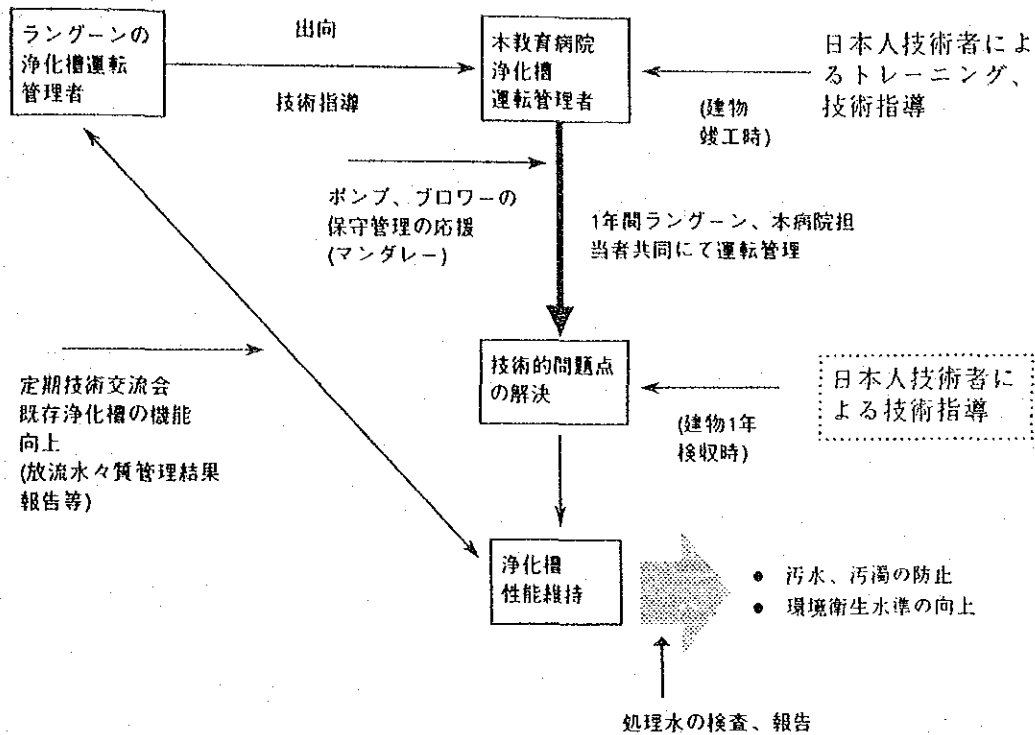 ラングーンの
浄化槽運転
管理者
出向
技術指導
本教育病院
浄化槽
運転管理者
(建物
竣工時)
日本人技術者によ
るトレーニング、
技術指導
ポンプ、ブロワーの
保守管理の応援
(マンダレー)
1年間ラングーン、本病院担
当者共同にて運転管理
定期技術交流会
既存浄化槽の機能
向上
(放流水々質管理結果
報告等)
技術的問題点
の解決
(建物1年
検収時)
日本人技術者に
よる技術指導
浄化槽
性能維持
● 汚水、汚濁の防止
● 環境衛生水準の向上
処理水の検査、報告